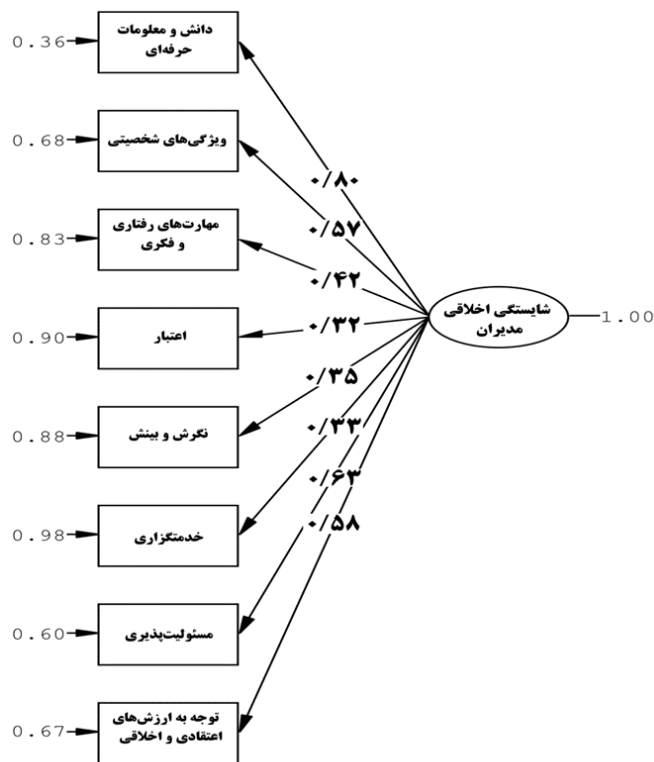 0.36
دانش و معلومات
حرفه‌ای
0.68
ویژگی‌های شخصیتی
0.83
مهارت‌های رفتاری
و فکری
0.90
اعتبار
0.88
نگرش و بینش
0.98
خدمتگزاری
0.60
مسئولیت‌پذیری
0.67
توجه به ارزش‌های
اعتقادی و اخلاقی
۰/۸۰
۰/۵۷
۰/۴۲
۰/۳۲
۰/۳۵
۰/۳۳
۰/۶۳
۰/۵۸
شایستگی اخلاقی
مدیران
1.00